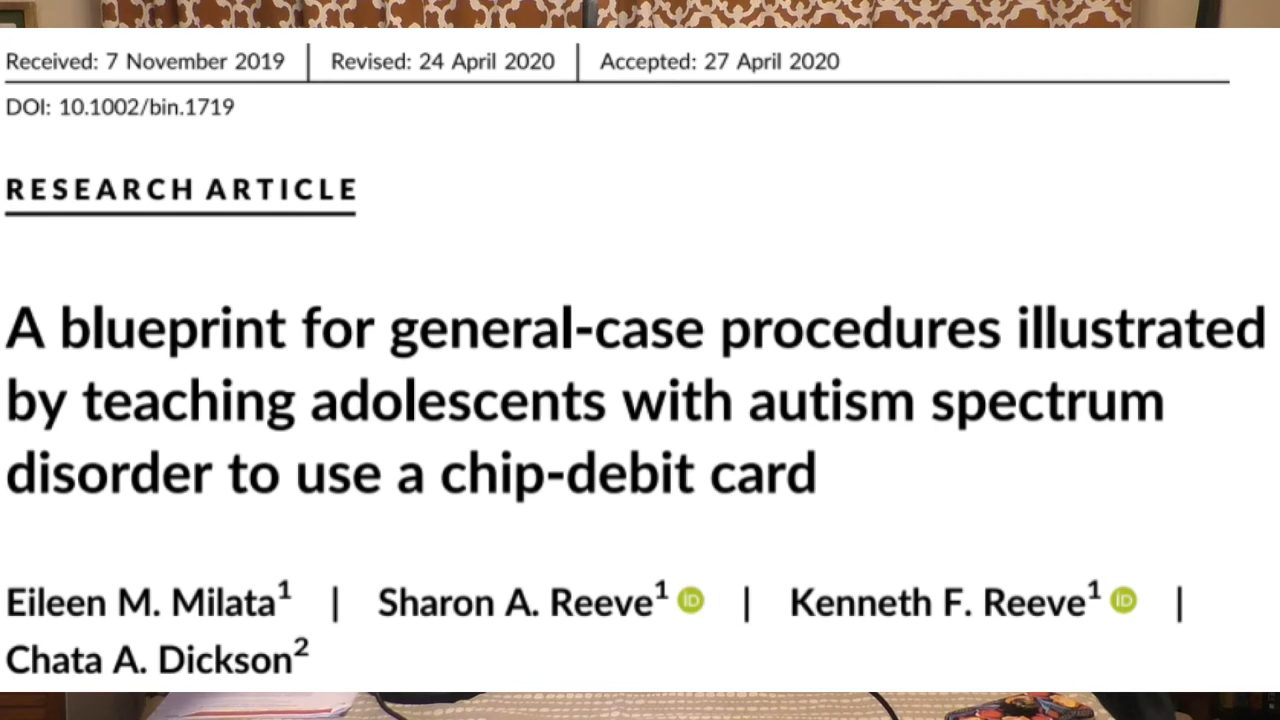 Received: 7 November 2019 | Revised: 24 April 2020 | Accepted: 27 April 2020
DOI: 10.1002/bin.1719
RESEARCH ARTICLE
A blueprint for general-case procedures illustrated
by teaching adolescents with autism spectrum
disorder to use a chip-debit card
Eileen M. Milata1 | Sharon A. Reeve1 iD | Kenneth F. Reeve1 iD |
Chata A. Dickson2